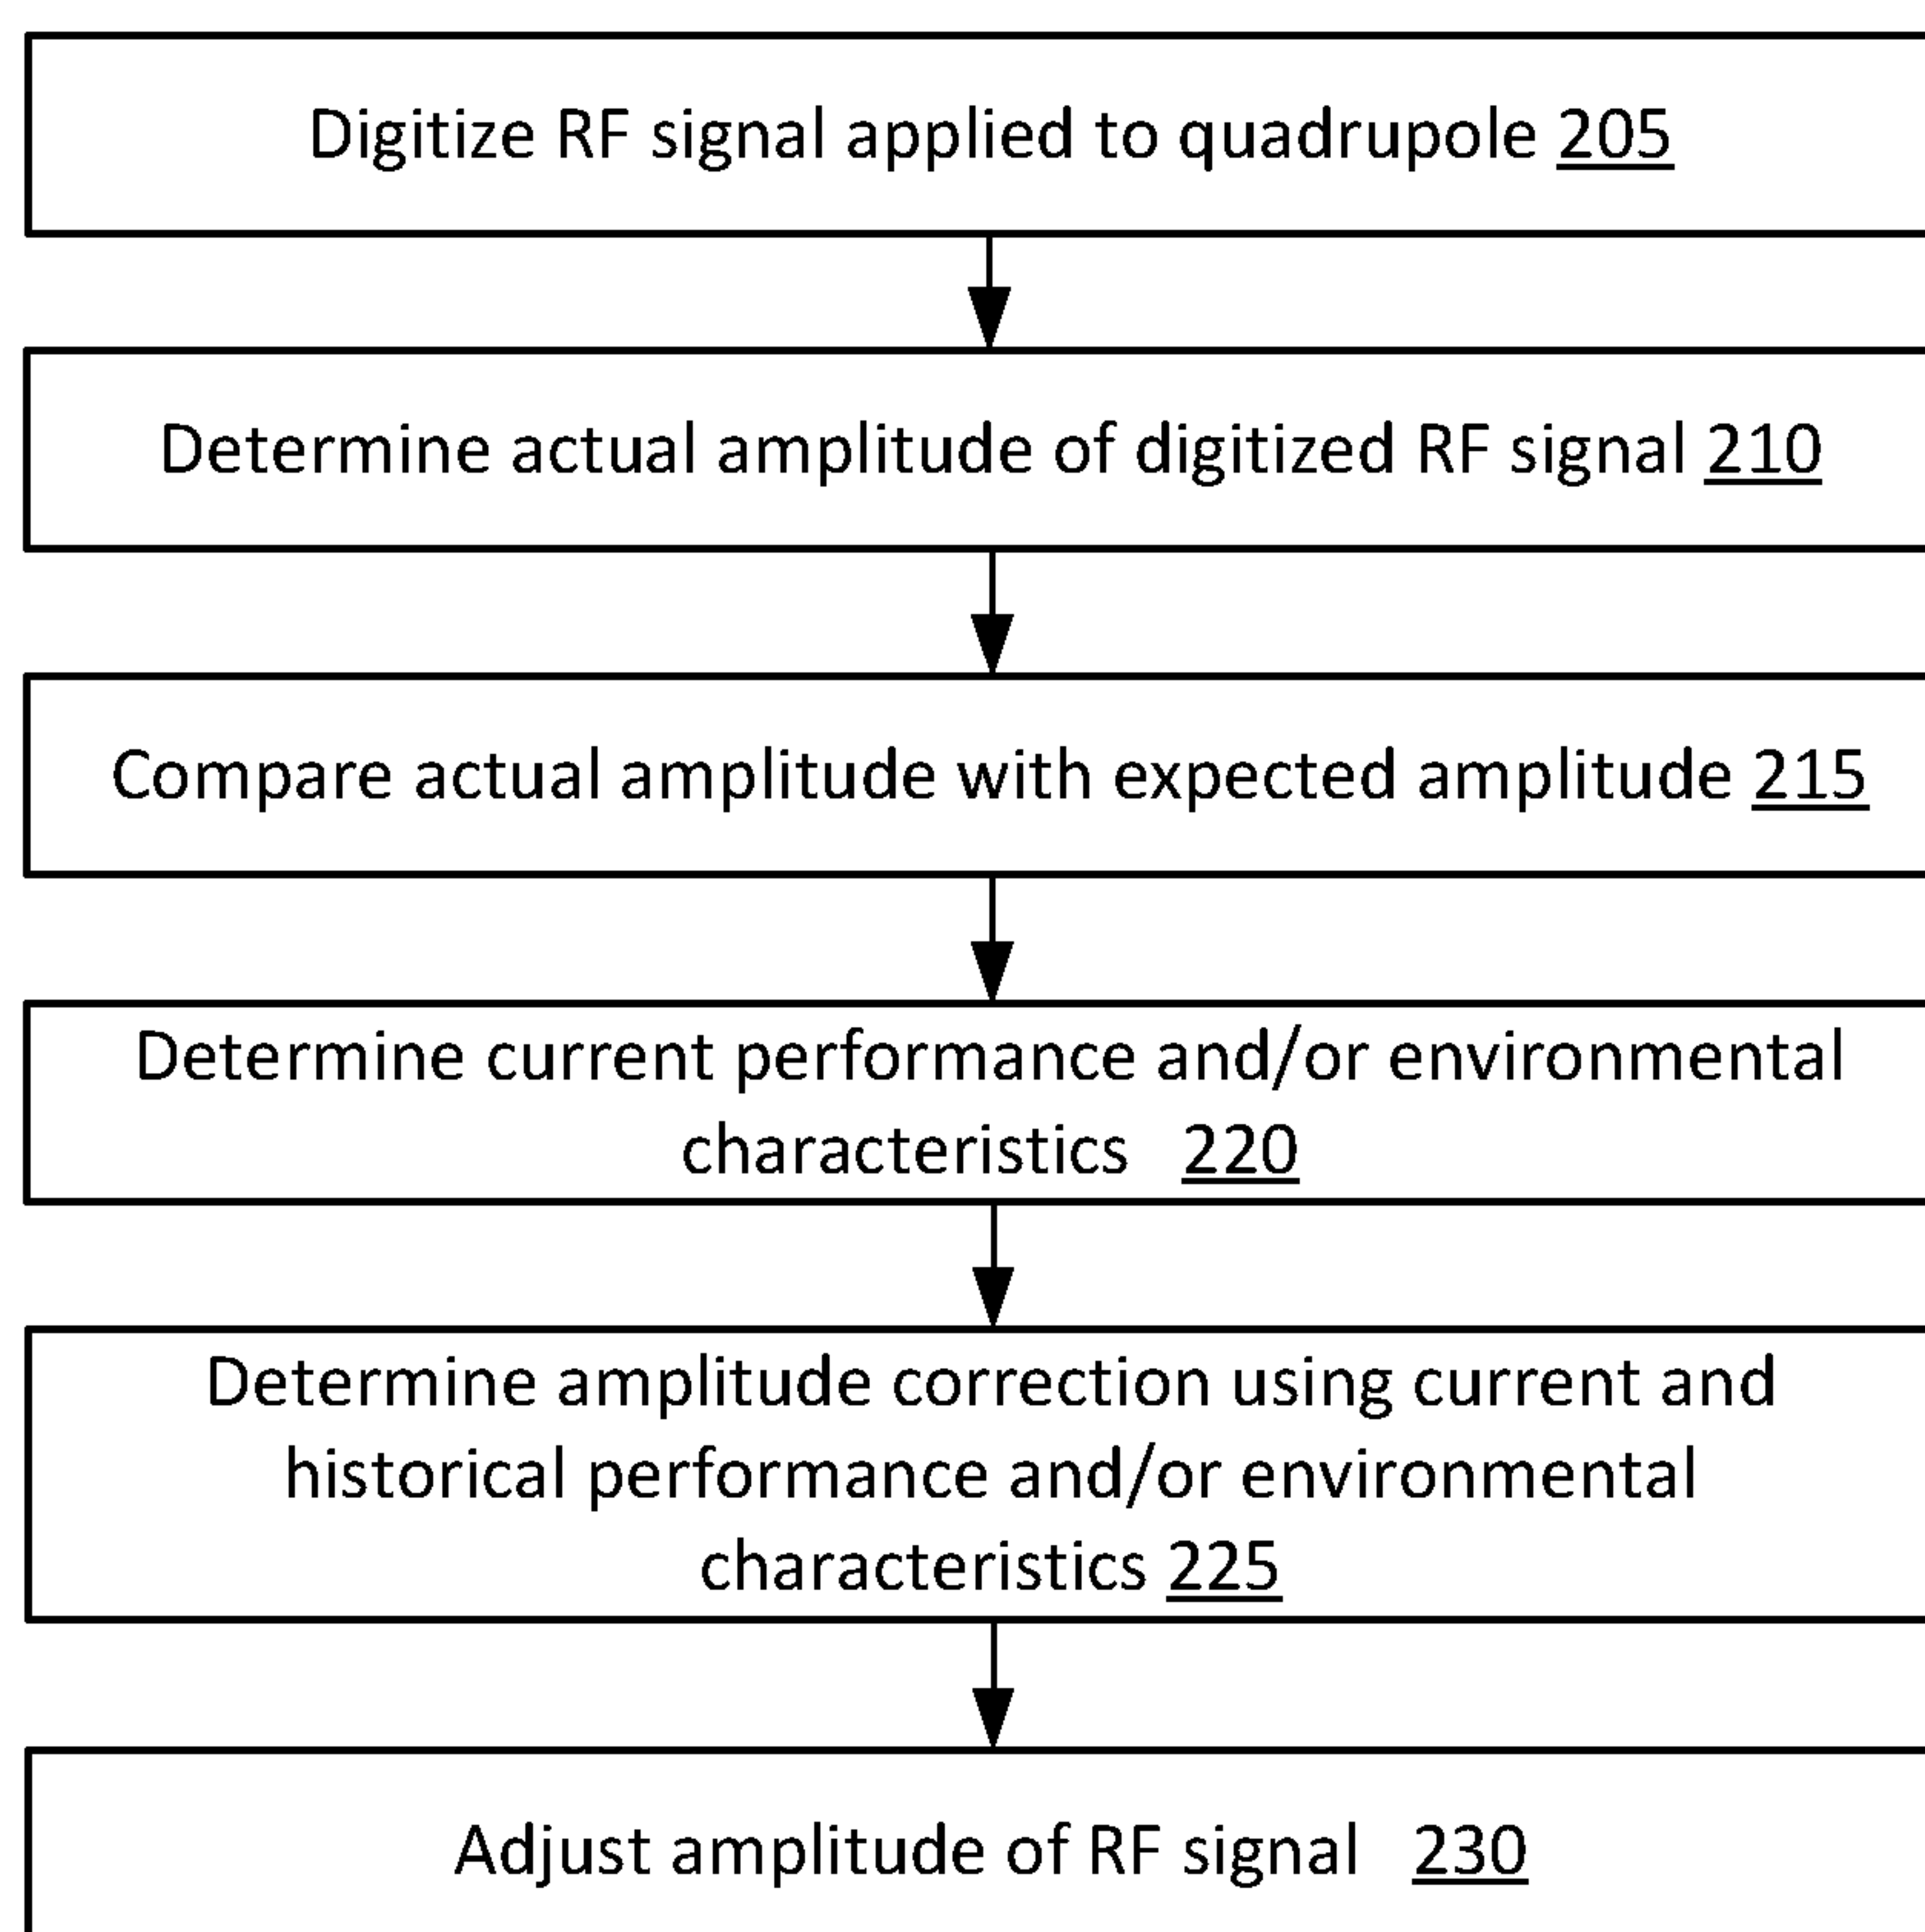 Digitize RF signal applied to quadrupole 205
Determine actual amplitude of digitized RF signal 210
Compare actual amplitude with expected amplitude 215
Determine current performance and/or environmental
characteristics 220
Determine amplitude correction using current and
historical performance and/or environmental
characteristics 225
Adjust amplitude of RF signal 230